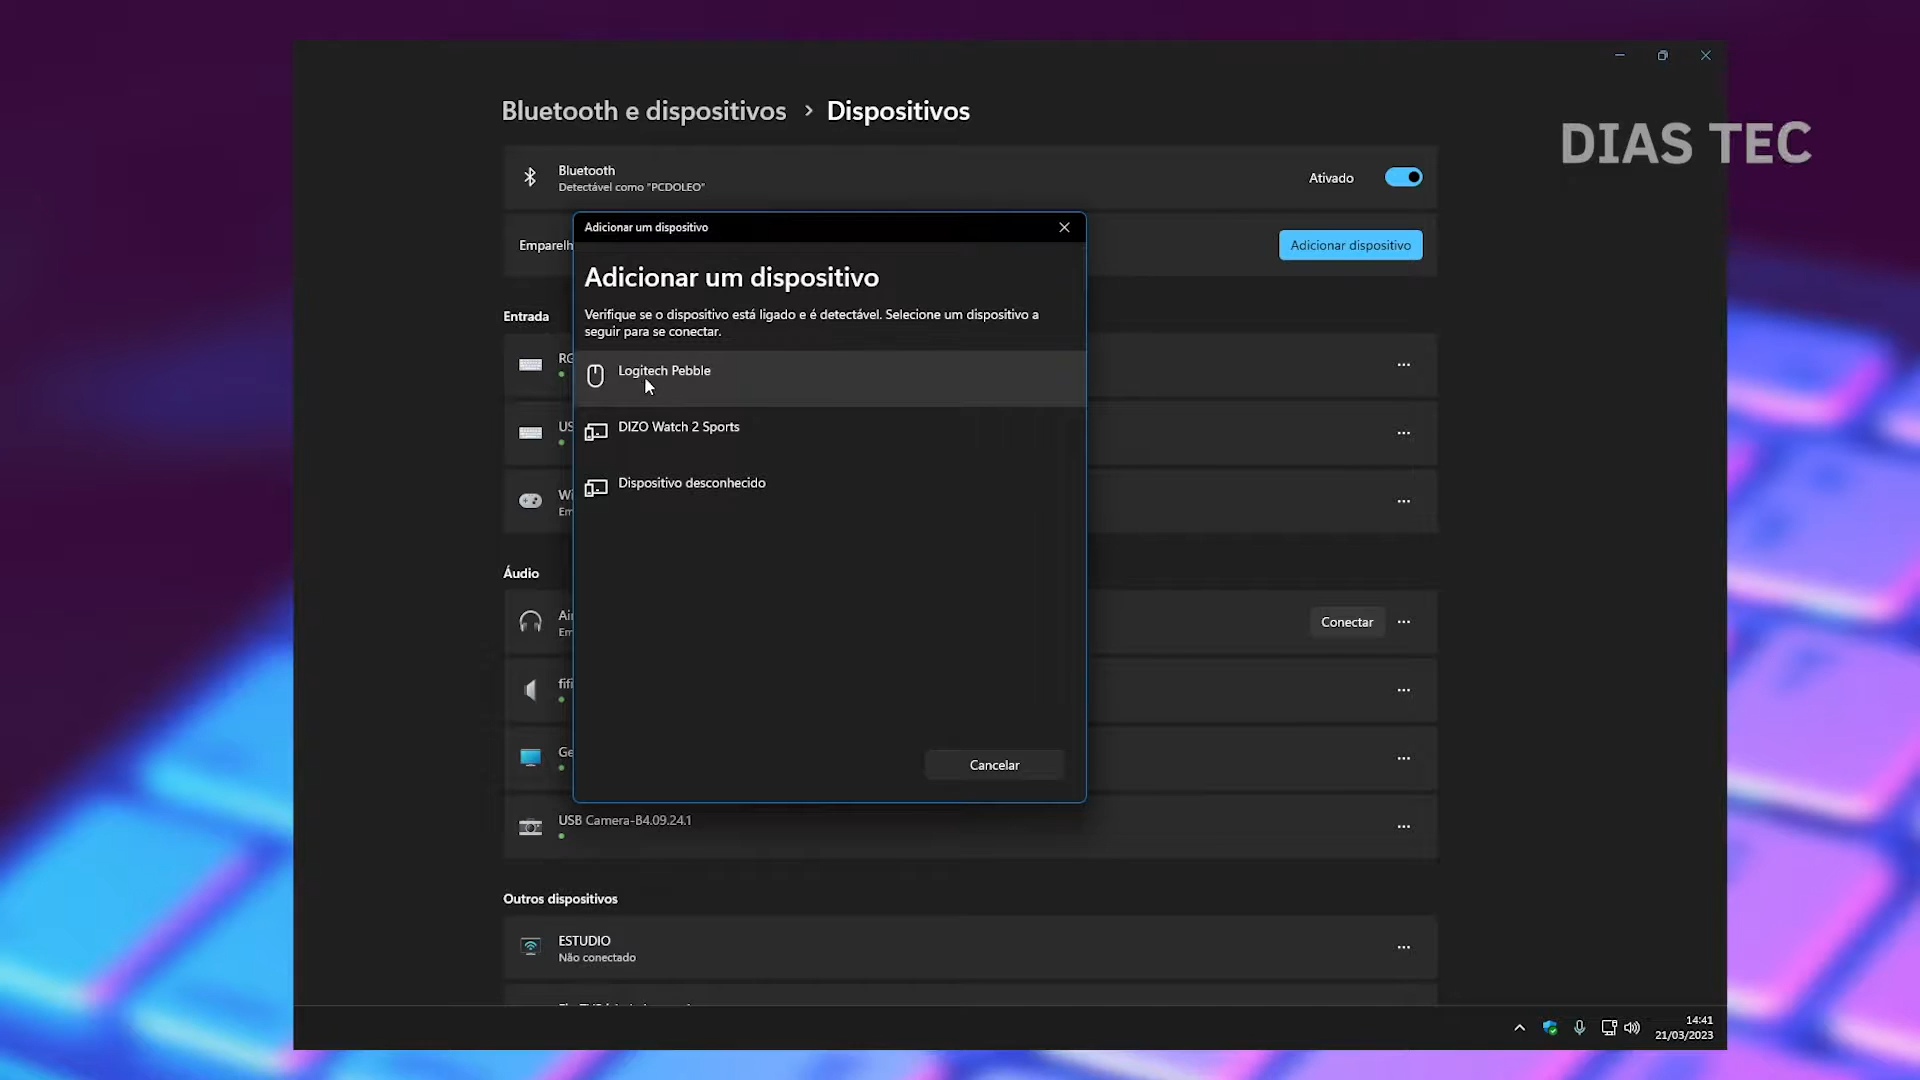 Bluetooth e dispositivos > Dispositivos
DIAS TEC
Bluetooth
Detectável como "PCDOLEO"
Ativado
Adicionar um dispositivo
Adicionar dispositivo
Adicionar um dispositivo
Verifique se o dispositivo está ligado e é detectável. Selecione um dispositivo a
seguir para se conectar.
Entrada
Logitech Pebble
DIZO Watch 2 Sports
Dispositivo desconhecido
Áudio
Conectar
Cancelar
USB Camera-B4.09.24.1
Outros dispositivos
ESTUDIO
Não conectado
14:41
21/03/2023